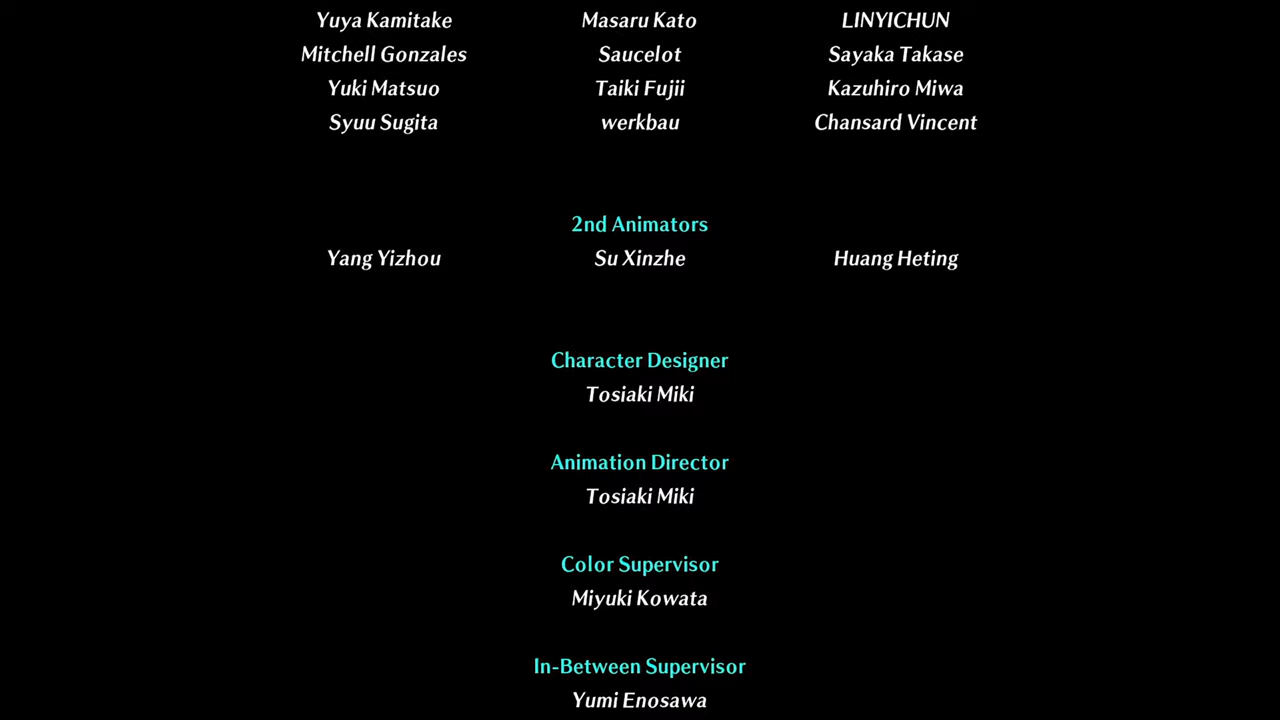 Yuya Kamitake Masaru Kato LINYICHUN
Mitchell Gonzales Saucelot Sayaka Takase
Yuki Matsuo Taiki Fujii Kazuhiro Miwa
Syuu Sugita werkbau Chansard Vincent
2nd Animators
Yang Yizhou Su Xinzhe Huang Heting
Character Designer
Tosiaki Miki
Animation Director
Tosiaki Miki
Color Supervisor
Miyuki Kowata
In-Between Supervisor
Yumi Enosawa